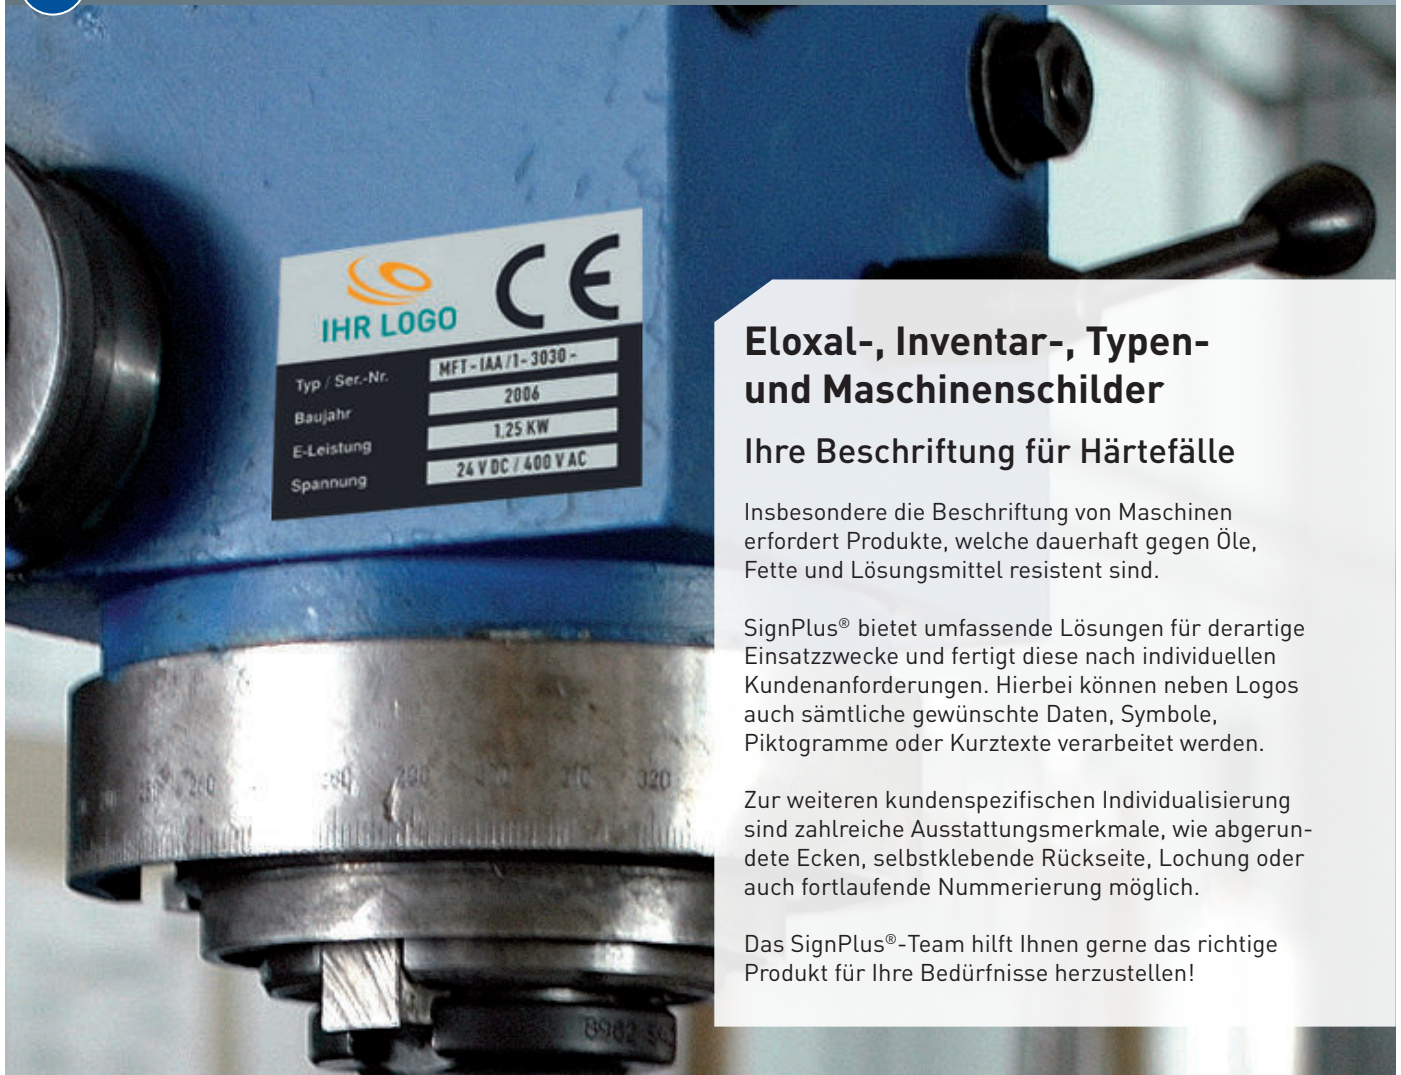 IHR LOGO
CE
Typ / Ser.-Nr. MFT-IAA/1-3030-
Baujahr 2006
E-Leistung 1,25 KW
Spannung 24 V DC / 400 V AC
320
Eloxal-, Inventar-, Typen-
und Maschinenschilder
Ihre Beschriftung für Härtefälle
Insbesondere die Beschriftung von Maschinen
erfordert Produkte, welche dauerhaft gegen Öle,
Fette und Lösungsmittel resistent sind.
SignPlus® bietet umfassende Lösungen für derartige
Einsatzzwecke und fertigt diese nach individuellen
Kundenanforderungen. Hierbei können neben Logos
auch sämtliche gewünschte Daten, Symbole,
Piktogramme oder Kurztexte verarbeitet werden.
Zur weiteren kundenspezifischen Individualisierung
sind zahlreiche Ausstattungsmerkmale, wie abgerun-
dete Ecken, selbstklebende Rückseite, Lochung oder
auch fortlaufende Nummerierung möglich.
Das SignPlus®-Team hilft Ihnen gerne das richtige
Produkt für Ihre Bedürfnisse herzustellen!